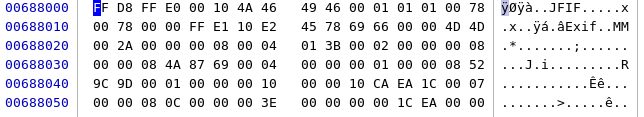 00688000 FF D8 FF E0 00 10 4A 46 49 46 00 01 01 01 00 78 ÿØÿà..JFIF.....x
00688010 00 78 00 00 FF E1 10 E2 45 78 69 66 00 00 4D 4D .x..ÿá.âExif..MM
00688020 00 2A 00 00 00 08 00 04 01 3B 00 02 00 00 00 08 .*.......;......
00688030 00 00 08 4A 87 69 00 04 00 00 00 01 00 00 08 52 ...J.i.........R
00688040 9C 9D 00 01 00 00 00 10 00 00 10 CA EA 1C 00 07 ...........Êê...
00688050 00 00 08 0C 00 00 00 3E 00 00 00 00 1C EA 00 00 .......>.....ê..